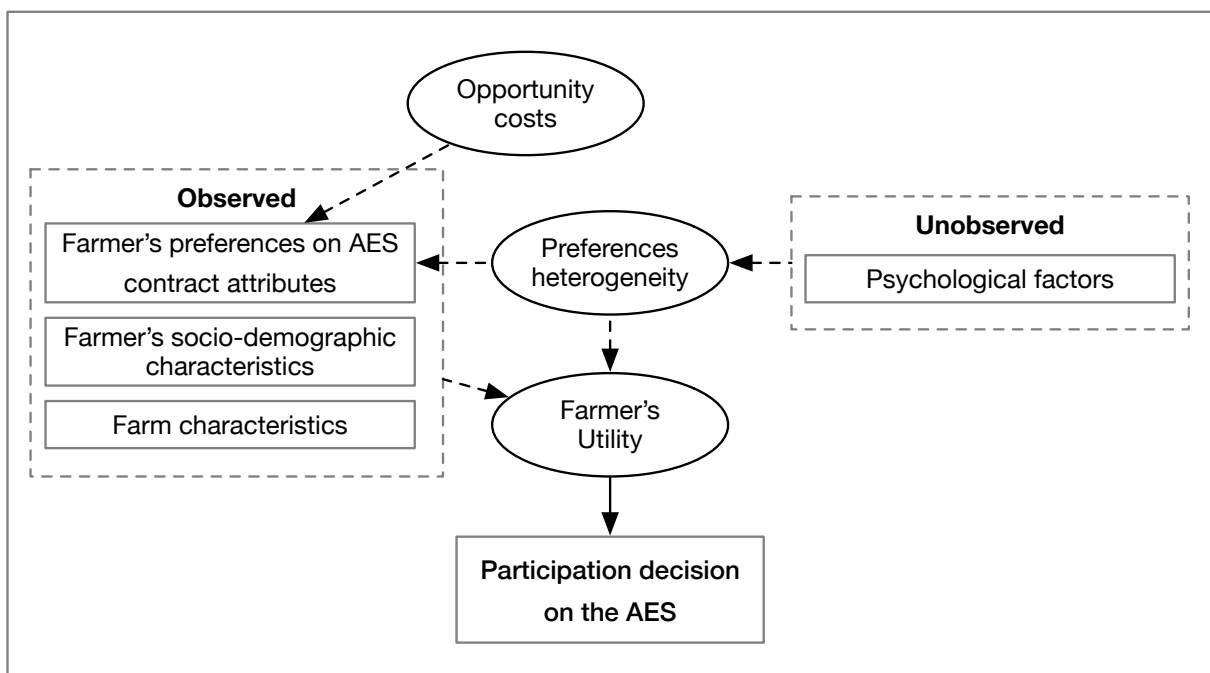 Opportunity
costs
Observed
Farmer’s preferences on AES
contract attributes
Farmer’s socio-demographic
characteristics
Farm characteristics
Preferences
heterogeneity
Unobserved
Psychological factors
Farmer’s
Utility
Participation decision
on the AES